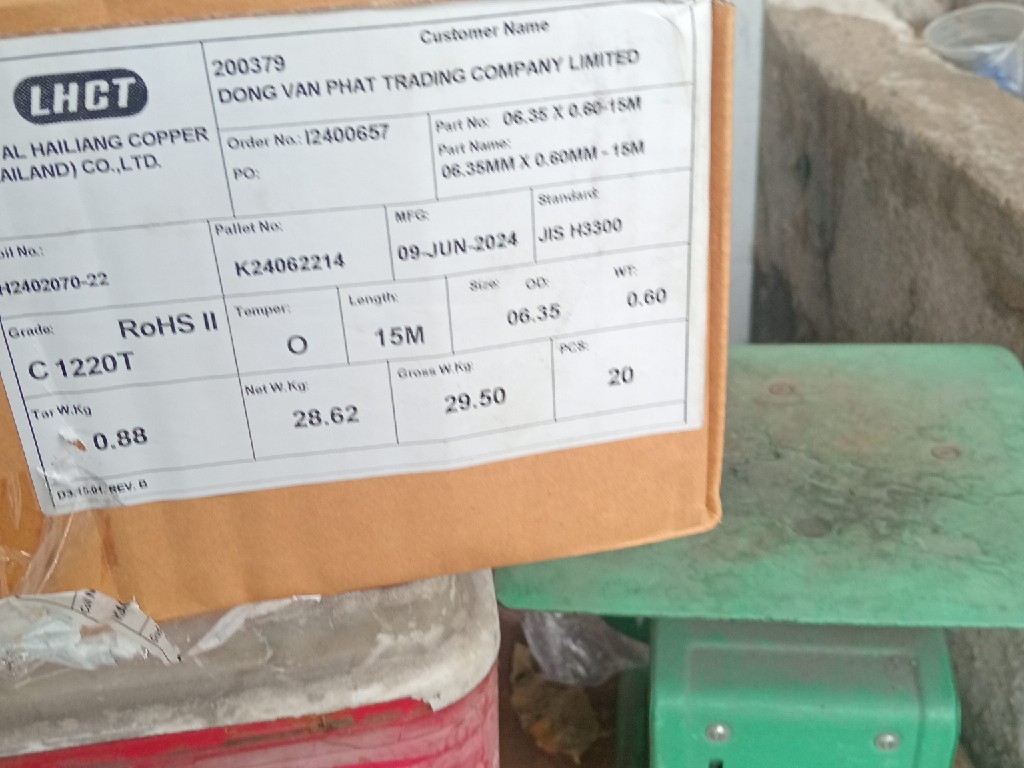 LHCT
AL HAILIANG COPPER
AILAND) CO.,LTD.
Customer Name
200379
DONG VAN PHAT TRADING COMPANY LIMITED
Order No.: I2400657
PO:
Part No: 06.35 X 0.60-15M
Part Name:
06.35MM X 0.60MM - 15M
oil No.:
H2402070-22
Pallet No:
K24062214
MFG:
09-JUN-2024
Standard:
JIS H3300
Grade: RoHS II
C 1220T
Temper:
O
Length:
15M
Size: OD: WT:
06.35 0.60
Tar W.Kg
0.88
Net W.Kg:
28.62
Gross W.Kg:
29.50
PCS:
20
REV. B